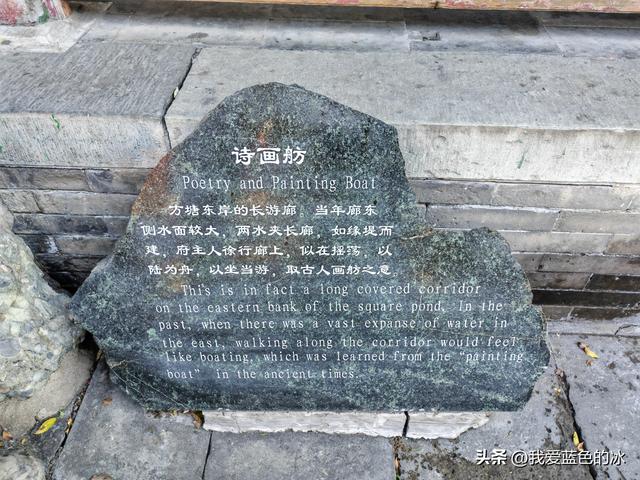 诗画舫
Poetry and Painting Boat
方塘东岸的长游廊。当年廊东
侧水面较大，两水夹长廊，如缘堤而
建，府主人徐行廊上，似在摇荡，以
陆为舟，以坐当游，取古人画舫之意。
This is in fact a long covered corridor
on the eastern bank of the square pond. In the
past, when there was a vast expanse of water in
the east, walking along the corridor would feel
like boating, which was learned from the "painting
boat" in the ancient times.
头条 @我爱蓝色的冰